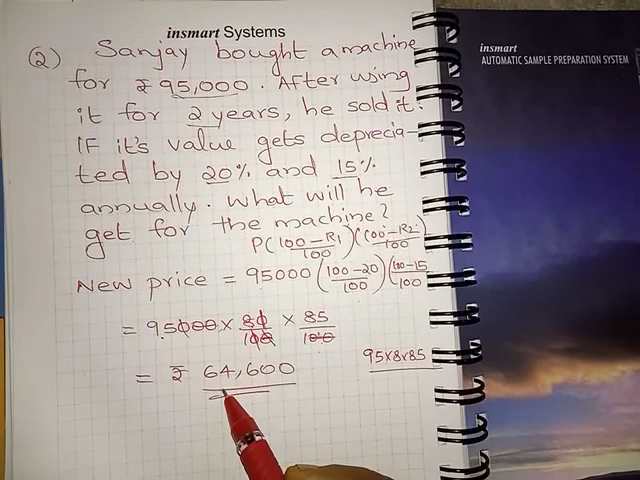 insmart Systems
(2) Sanjay bought a machine
for ₹ 95,000. After using
it for 2 years, he sold it.
IF it's value gets deprecia-
ted by 20% and 15%
annually. What will he
get for the machine?
P(100-R1/100)(100-R2/100)
New price = 95000(100-20/100)(100-15/100
= 95000 × 80/100 × 85/100
95×8×85
= ₹ 64,600
insmart
AUTOMATIC SAMPLE PREPARATION SYSTEM